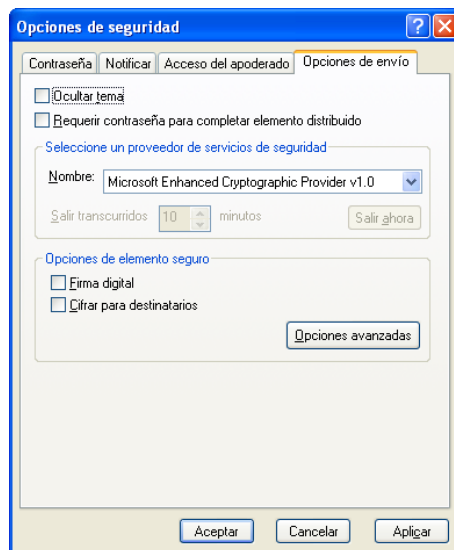 Opciones de seguridad
Contraseña Notificar Acceso del apoderado Opciones de envío
Ocultar tema
Requerir contraseña para completar elemento distribuido
Seleccione un proveedor de servicios de seguridad
Nombre: Microsoft Enhanced Cryptographic Provider v1.0
Salir transcurridos 10 minutos Salir ahora
Opciones de elemento seguro
Firma digital
Cifrar para destinatarios
Opciones avanzadas
Aceptar Cancelar Aplicar